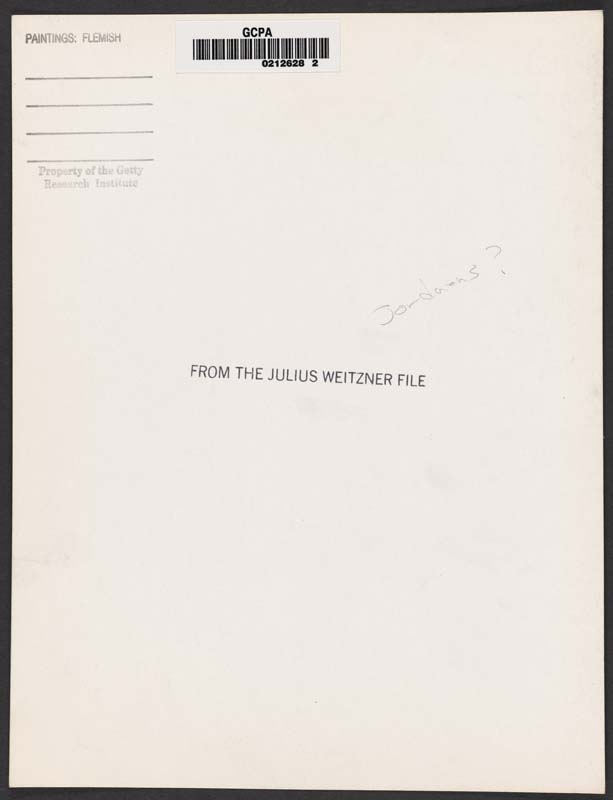 PAINTINGS: FLEMISH
GCPA
0212628 2
Property of the Getty
Research Institute
Jordaens?
FROM THE JULIUS WEITZNER FILE